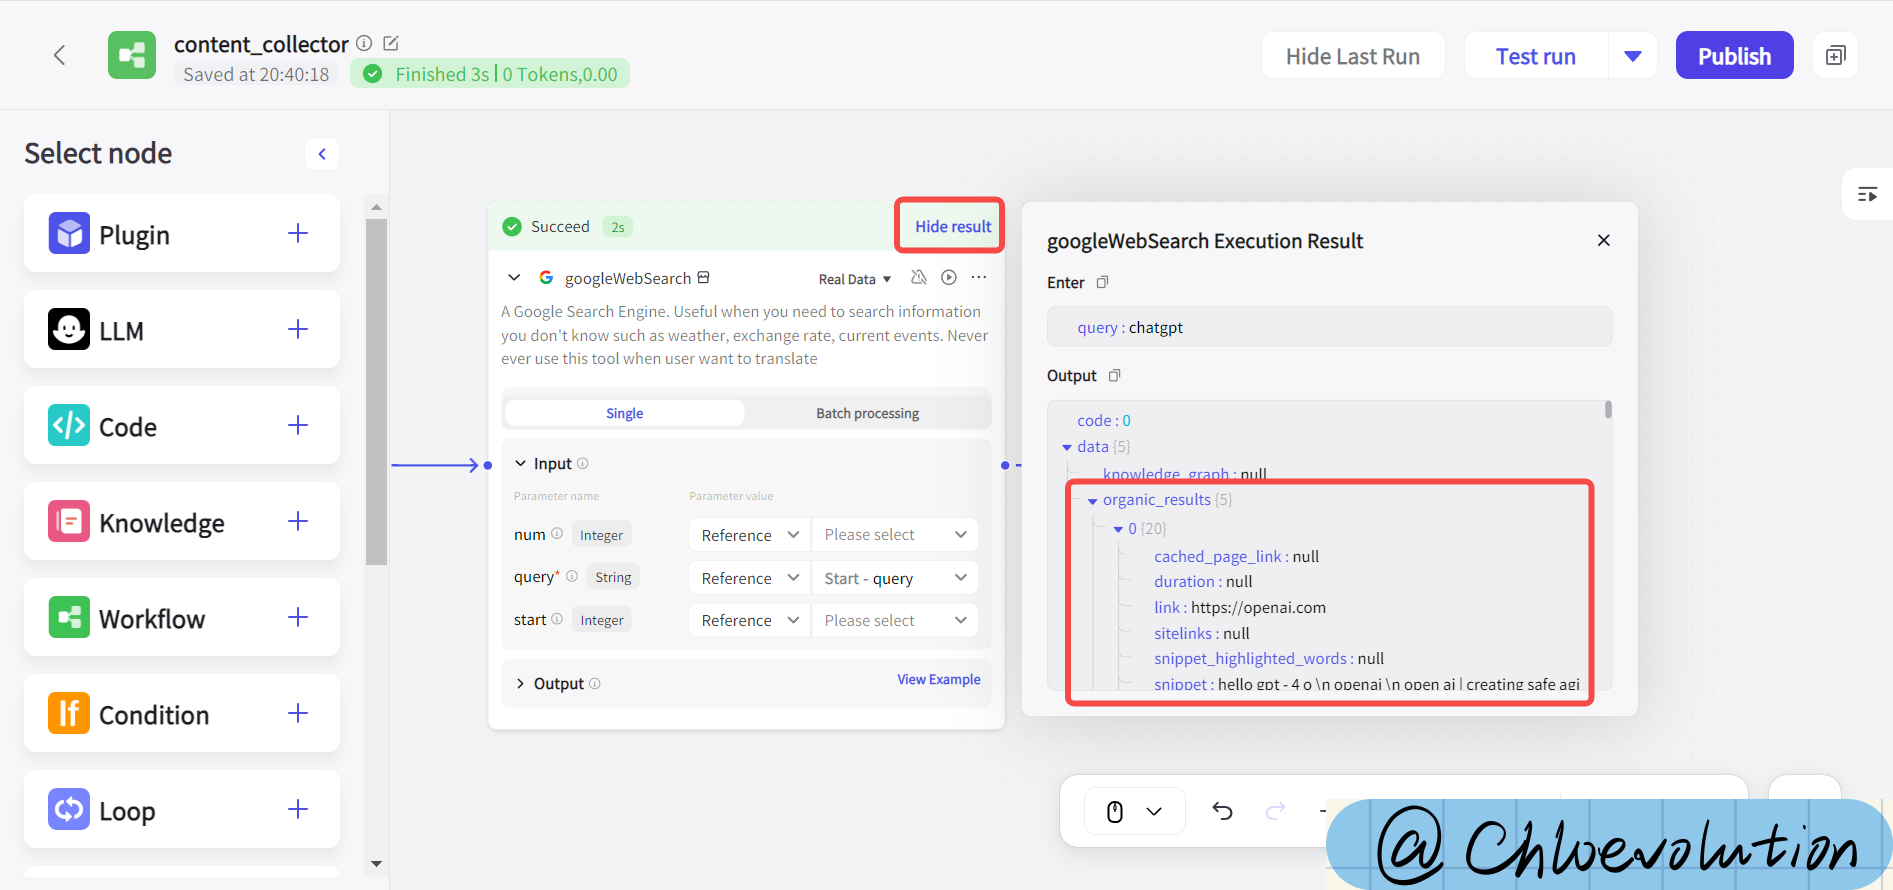 content_collector
Saved at 20:40:18
Finished 3s | 0 Tokens,0.00
Hide Last Run
Test run
Publish
Select node
Plugin
LLM
Code
Knowledge
Workflow
If Condition
Loop
Succeed 2s
Hide result
googleWebSearch
Real Data
A Google Search Engine. Useful when you need to search information
you don't know such as weather, exchange rate, current events. Never
ever use this tool when user want to translate
Single
Batch processing
Input
Parameter name Parameter value
num Integer Reference Please select
query* String Reference Start - query
start Integer Reference Please select
Output
View Example
googleWebSearch Execution Result
Enter
query : chatgpt
Output
code : 0
data {5}
knowledge_graph : null
organic_results {5}
0 {20}
cached_page_link : null
duration : null
link : https://openai.com
sitelinks : null
snippet_highlighted_words : null
snippet : hello gpt - 4 o \n openai \n open ai | creating safe agi
@Chloevolution